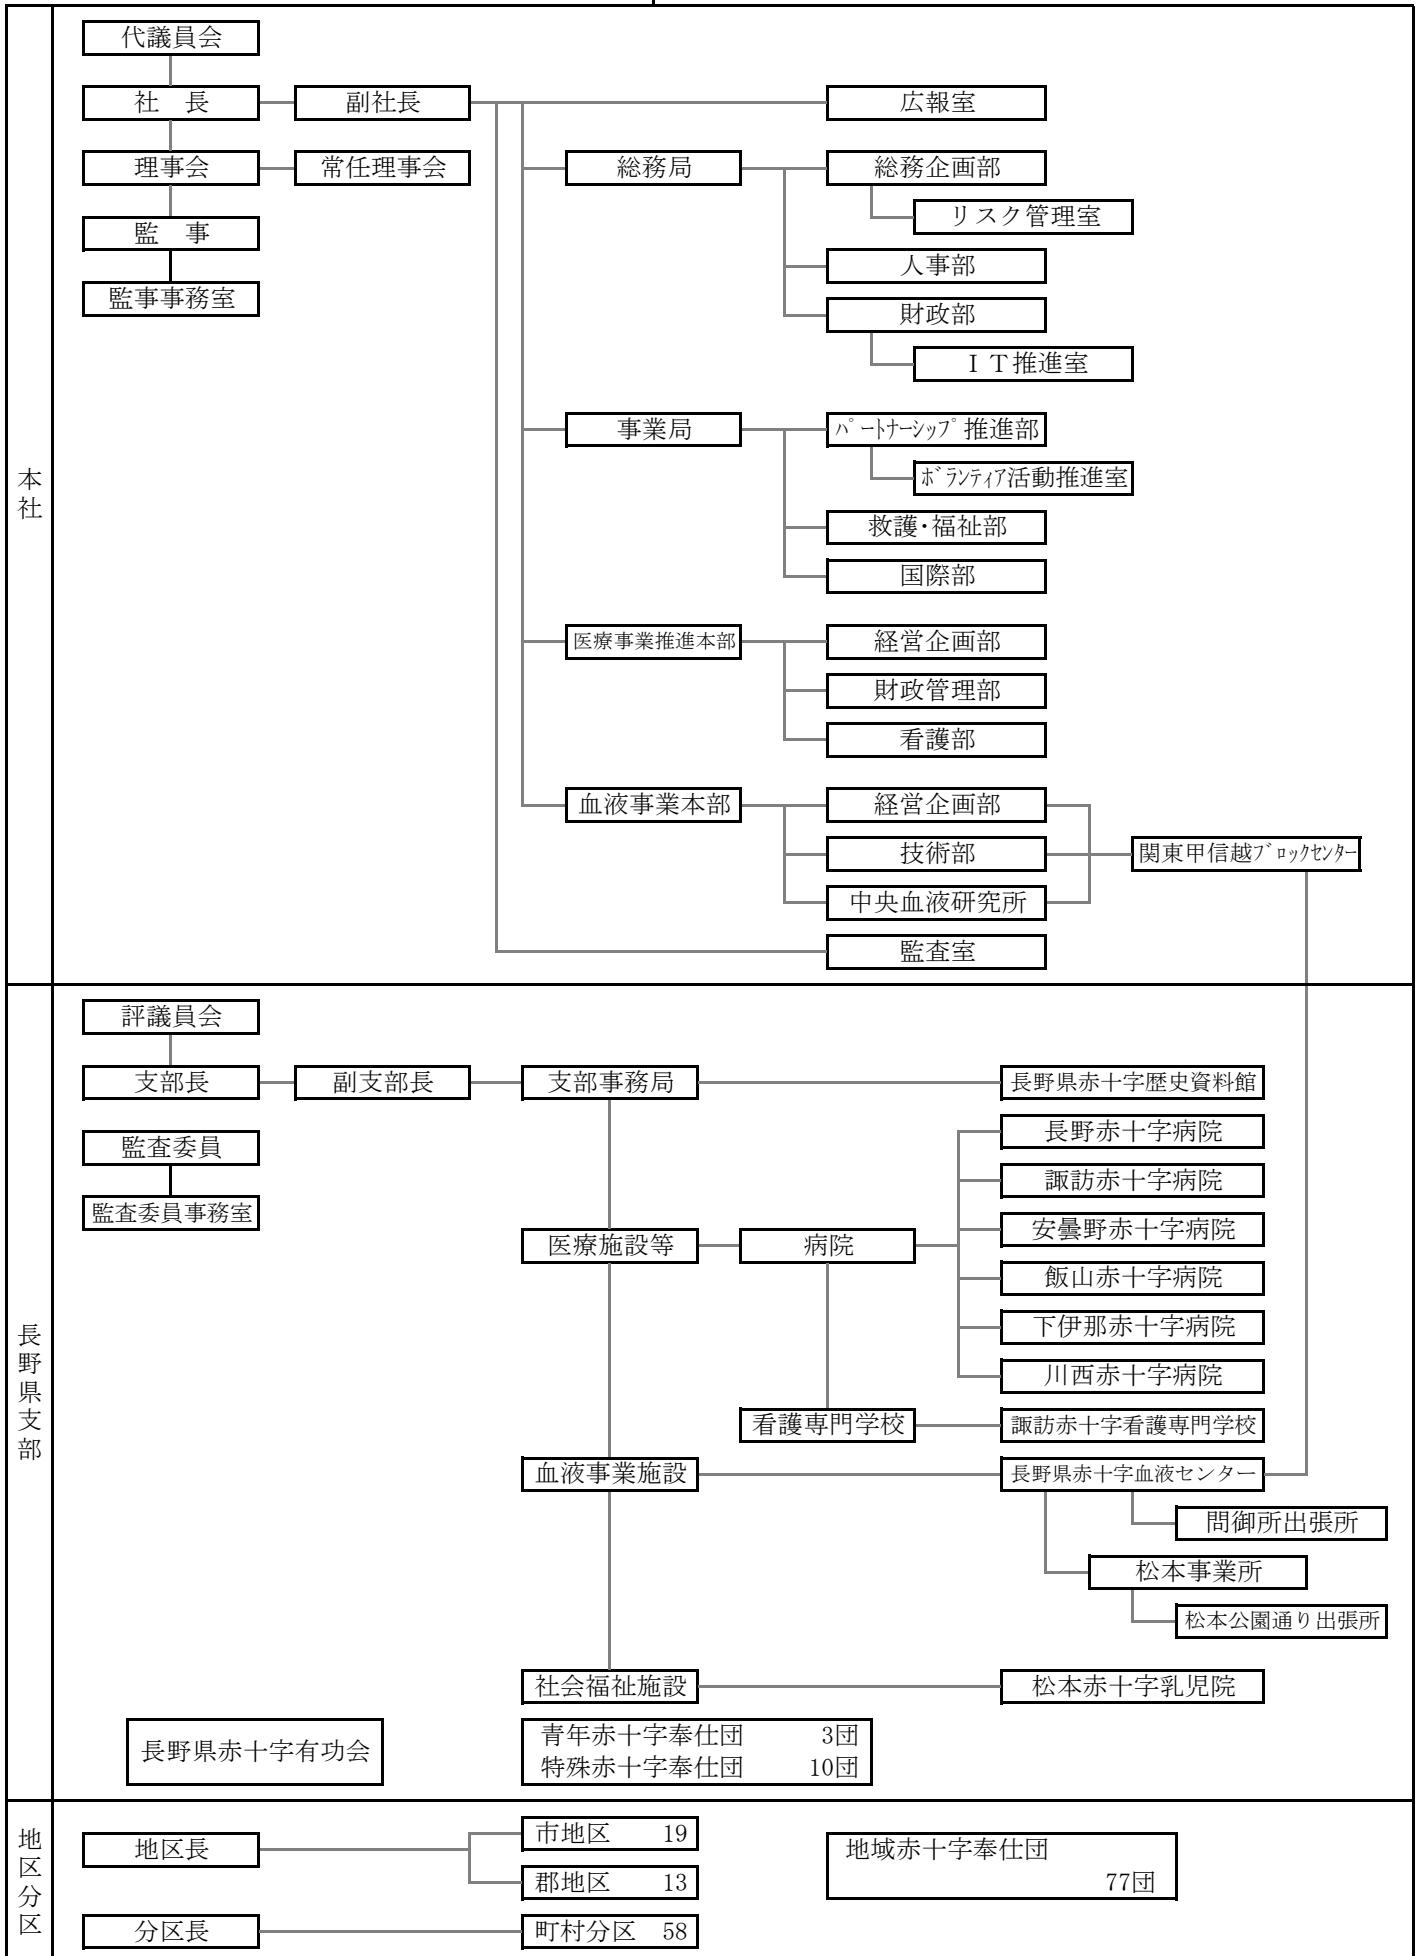 本社
代議員会
社　長
副社長
広報室
理事会
常任理事会
総務局
総務企画部
リスク管理室
監　事
人事部
監事事務室
財政部
ＩＴ推進室
事業局
パートナーシップ推進部
ボランティア活動推進室
救護・福祉部
国際部
医療事業推進本部
経営企画部
財政管理部
看護部
血液事業本部
経営企画部
技術部
関東甲信越ブロックセンター
中央血液研究所
監査室
長野県支部
評議員会
支部長
副支部長
支部事務局
長野県赤十字歴史資料館
監査委員
長野赤十字病院
諏訪赤十字病院
監査委員事務室
安曇野赤十字病院
医療施設等
病院
飯山赤十字病院
下伊那赤十字病院
川西赤十字病院
看護専門学校
諏訪赤十字看護専門学校
血液事業施設
長野県赤十字血液センター
問御所出張所
松本事業所
松本公園通り出張所
社会福祉施設
松本赤十字乳児院
長野県赤十字有功会
青年赤十字奉仕団　3団
特殊赤十字奉仕団　10団
地区分区
地区長
市地区　19
郡地区　13
地域赤十字奉仕団
77団
分区長
町村分区　58